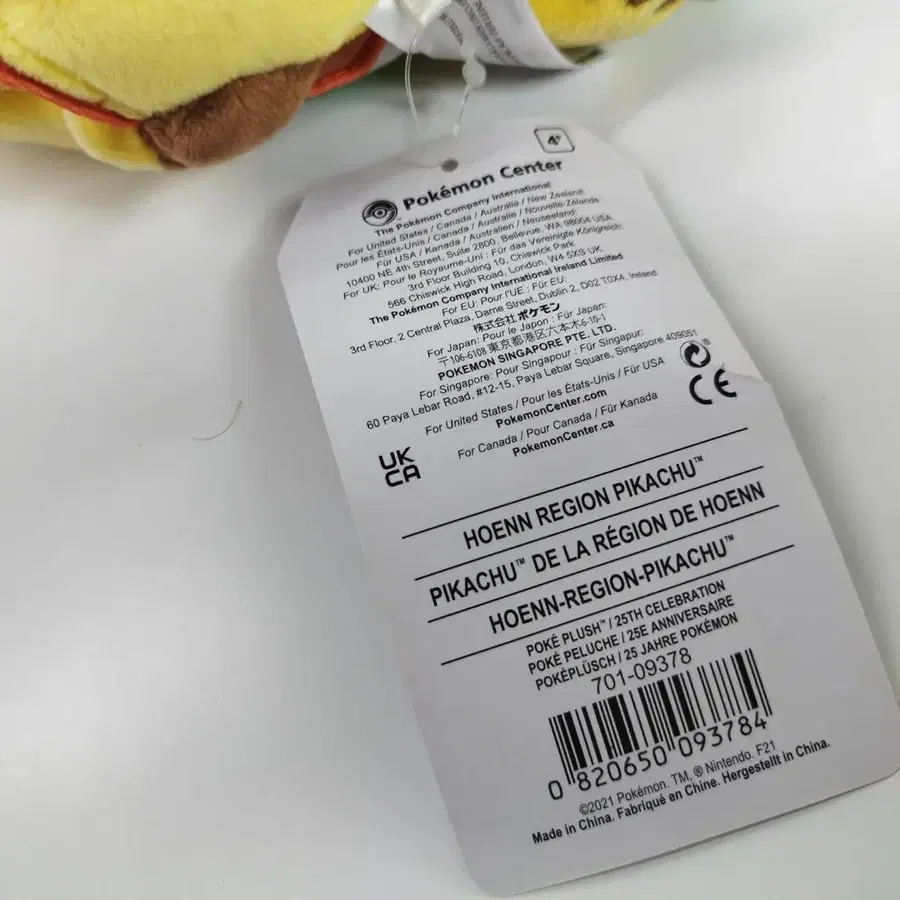 4+
Pokémon Center
The Pokémon Company International
For United States / Canada / Australia / New Zealand:
Pour les États-Unis / Canada / Australie / Nouvelle-Zélande :
Für USA / Kanada / Australien / Neuseeland:
10400 NE 4th Street, Suite 2800, Bellevue, WA 98004 USA
For UK: Pour le Royaume-Uni : Für das Vereinigte Königreich:
3rd Floor Building 10, Chiswick Park
566 Chiswick High Road, London, W4 5XS UK
The Pokémon Company International Ireland Limited
For EU: Pour l'UE : Für EU:
3rd Floor, 2 Central Plaza, Dame Street, Dublin 2, D02 T0X4, Ireland
株式会社ポケモン
For Japan: Pour le Japon : Für Japan:
〒106-6108 東京都港区六本木6-10-1
POKEMON SINGAPORE PTE. LTD.
For Singapore: Pour Singapour : Für Singapur:
60 Paya Lebar Road, #12-15, Paya Lebar Square, Singapore 409051
For United States / Pour les États-Unis / Für USA
PokemonCenter.com
For Canada / Pour Canada / Für Kanada
PokemonCenter.ca
®
CE
UK
CA
HOENN REGION PIKACHU™
PIKACHU™ DE LA RÉGION DE HOENN
HOENN-REGION-PIKACHU™
POKÉ PLUSH™ / 25TH CELEBRATION
POKÉ PELUCHE / 25E ANNIVERSAIRE
POKÉPLÜSCH / 25 JAHRE POKÉMON
701-09378
0 820650 093784
©2021 Pokémon. TM, ® Nintendo. F21
Made in China. Fabriqué en Chine. Hergestellt in China.